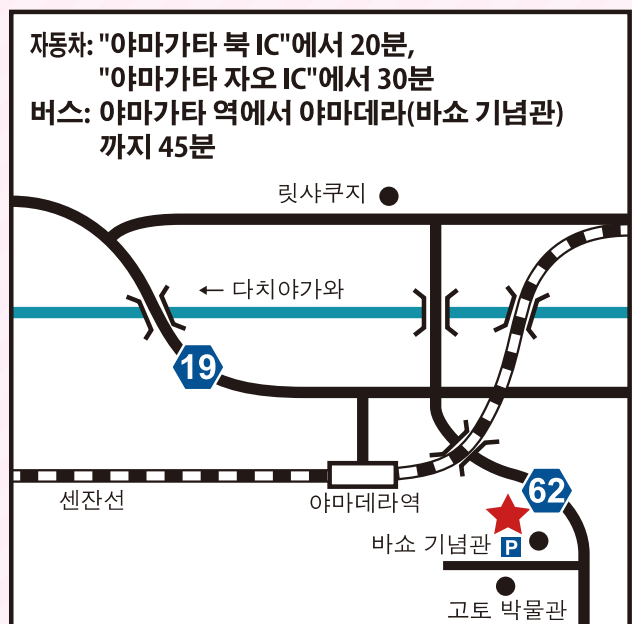 자동차: "야마가타 북 IC"에서 20분,
"야마가타 자오 IC"에서 30분
버스: 야마가타 역에서 야마데라(바쇼 기념관)
까지 45분
릿샤쿠지
← 다치야가와
19
센잔선
야마데라역
62
바쇼 기념관
P
고토 박물관